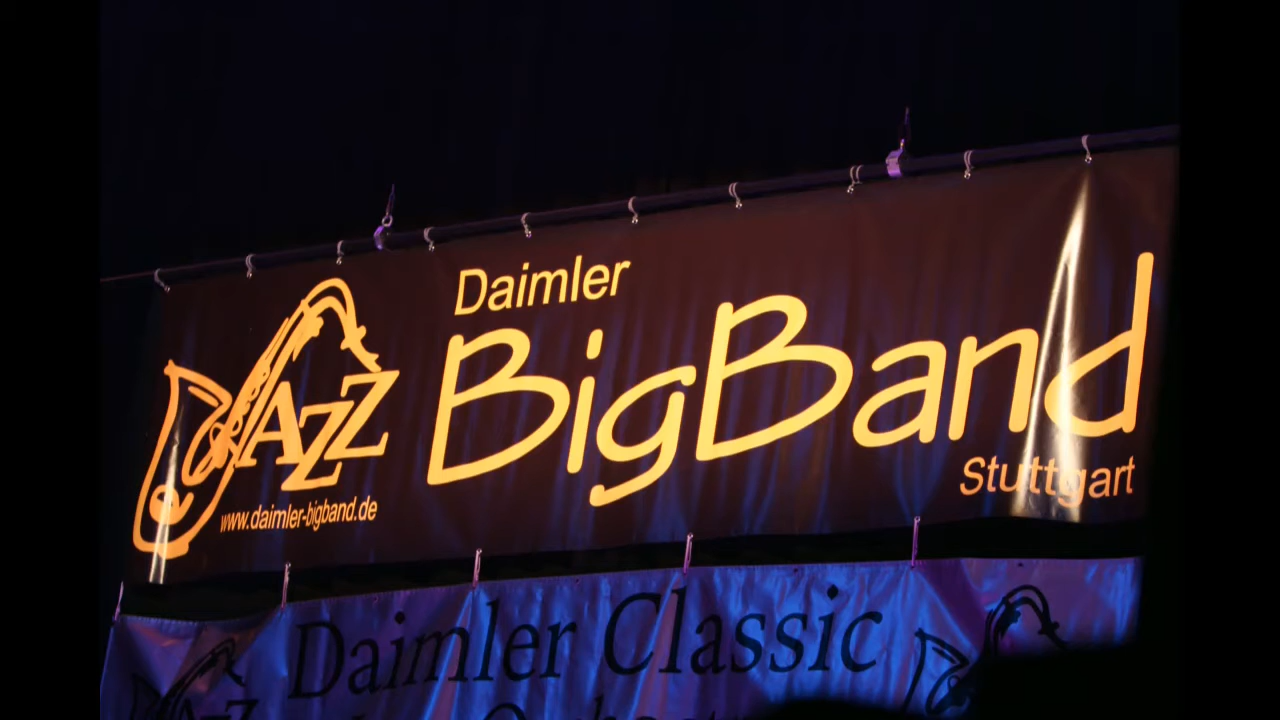 Daimler
BigBand
JAZZ
Stuttgart
www.daimler-bigband.de
Daimler Classic